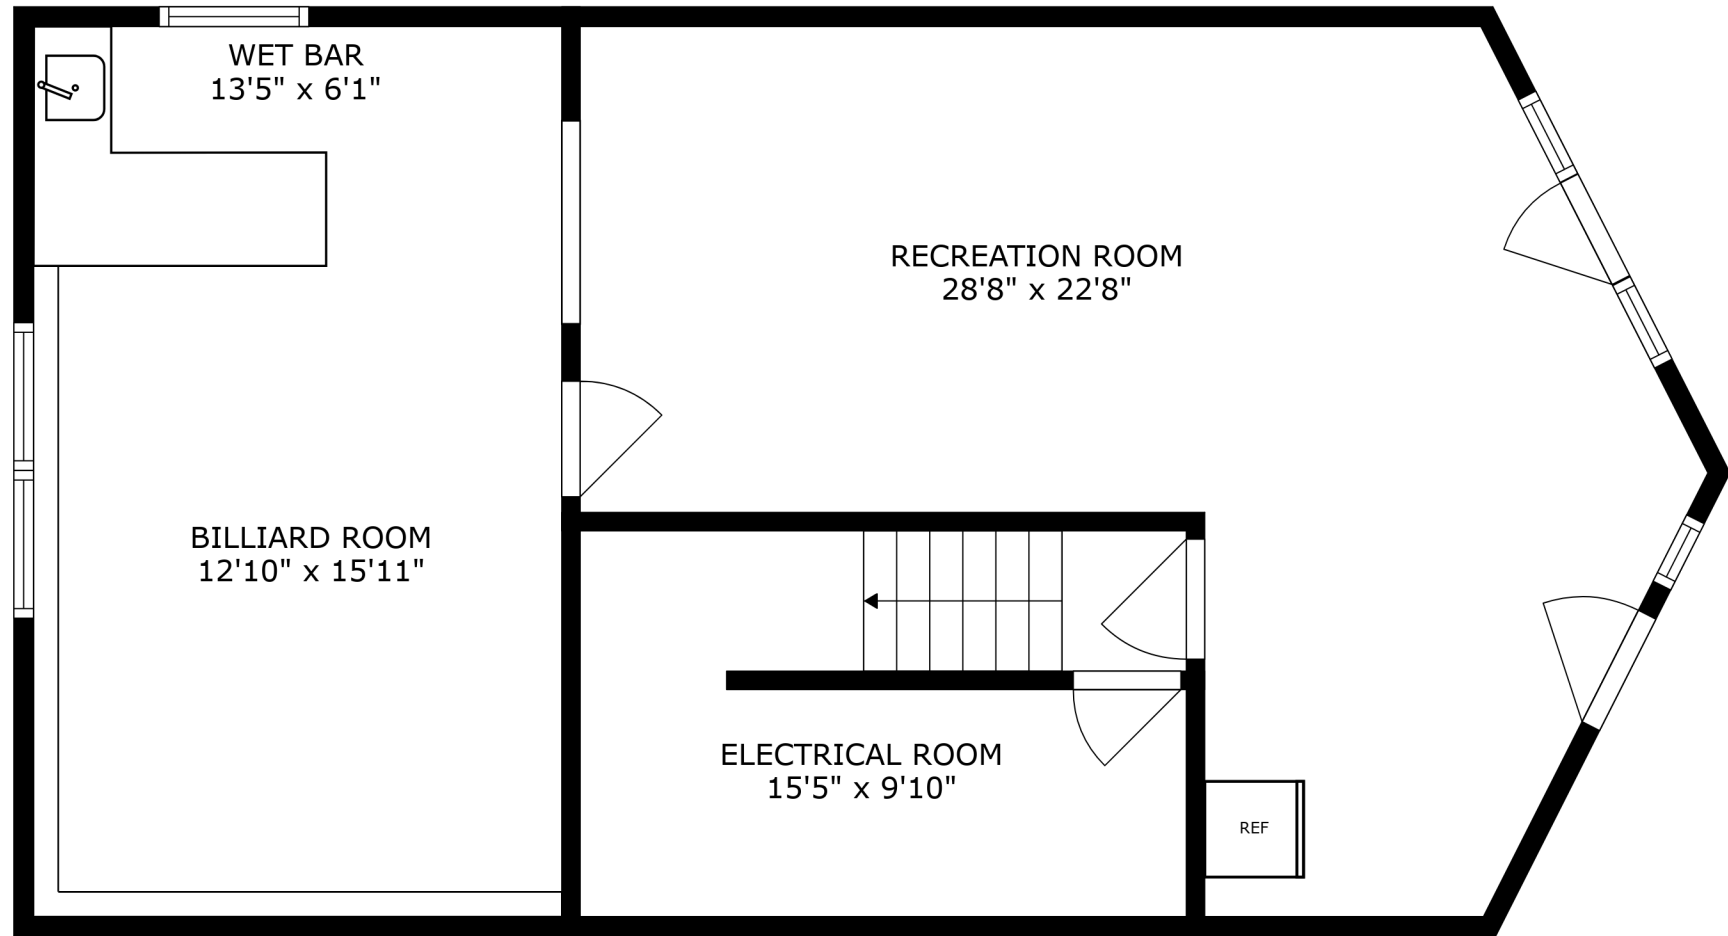 WET BAR
13'5" x 6'1"
RECREATION ROOM
28'8" x 22'8"
BILLIARD ROOM
12'10" x 15'11"
ELECTRICAL ROOM
15'5" x 9'10"
REF